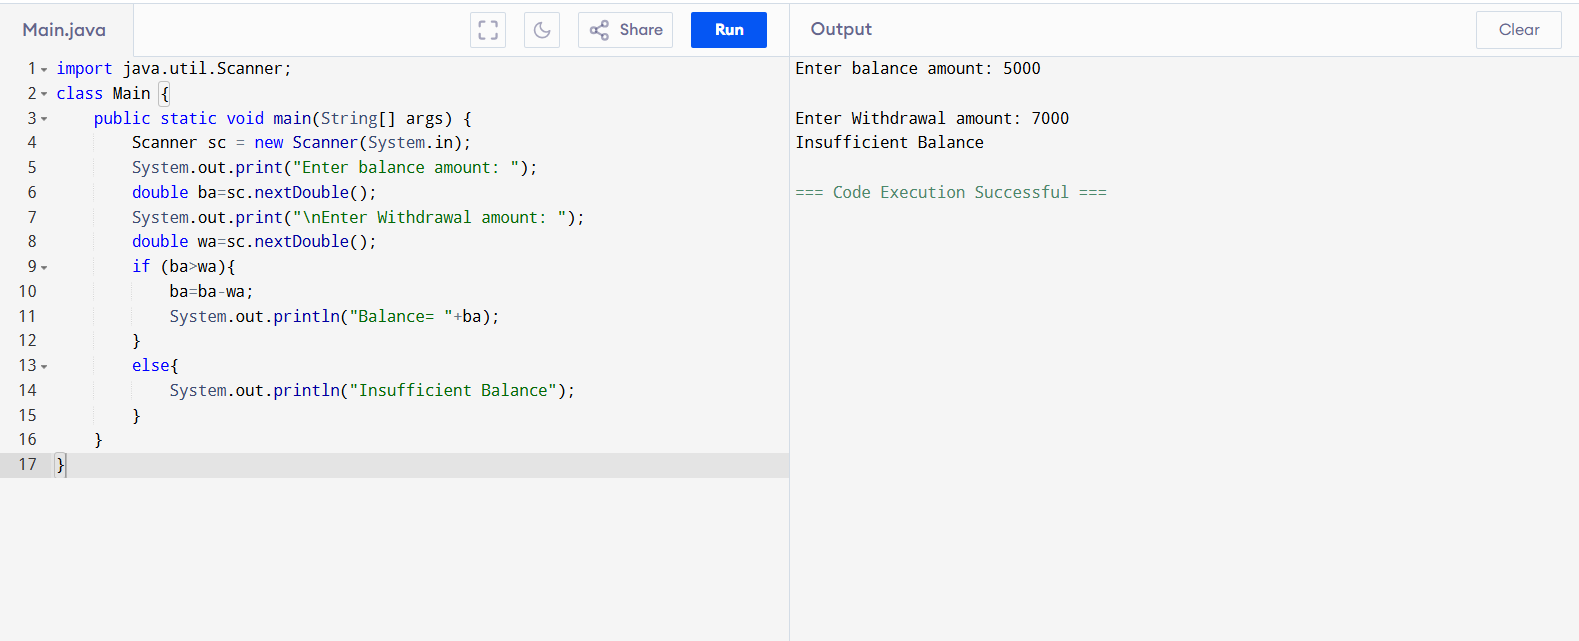 Main.java
Share
Run
Output
Clear
1 import java.util.Scanner;
2 class Main {
3     public static void main(String[] args) {
4         Scanner sc = new Scanner(System.in);
5         System.out.print("Enter balance amount: ");
6         double ba=sc.nextDouble();
7         System.out.print("\nEnter Withdrawal amount: ");
8         double wa=sc.nextDouble();
9         if (ba>wa){
10             ba=ba-wa;
11             System.out.println("Balance= "+ba);
12         }
13         else{
14             System.out.println("Insufficient Balance");
15         }
16     }
17 }
Enter balance amount: 5000
Enter Withdrawal amount: 7000
Insufficient Balance
=== Code Execution Successful ===